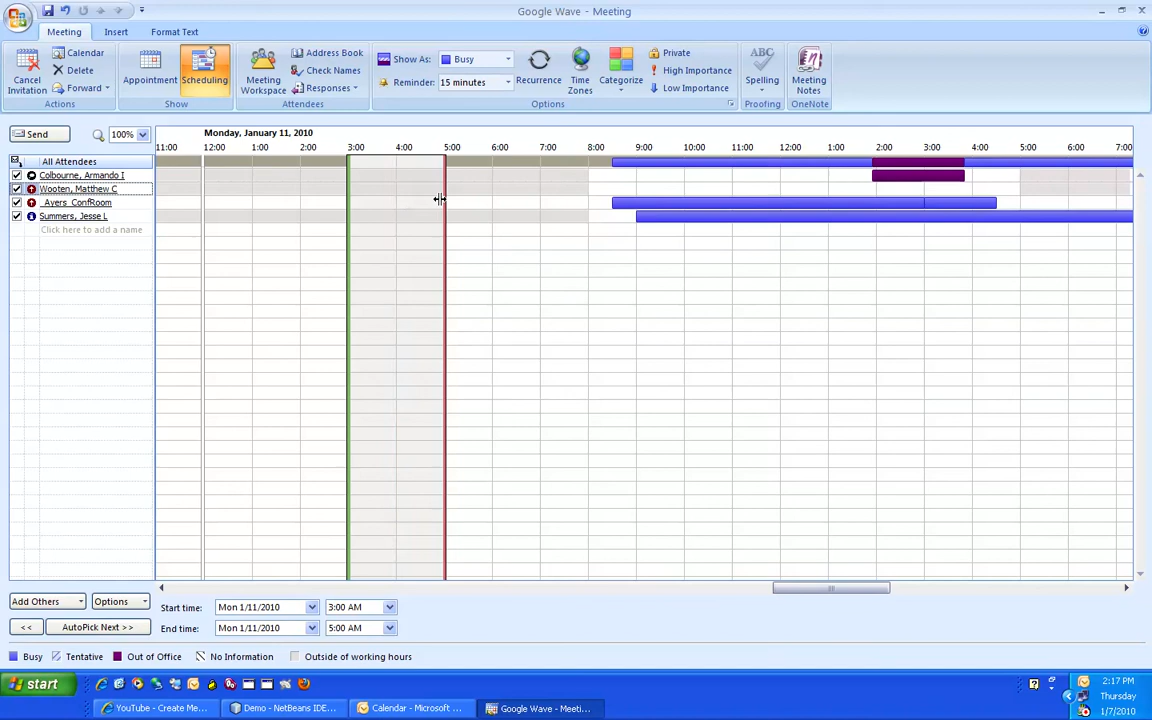 Google Wave - Meeting
Meeting Insert Format Text
Cancel Invitation
Calendar
Delete
Forward
Actions
Appointment
Scheduling
Show
Meeting Workspace
Address Book
Check Names
Responses
Attendees
Show As: Busy
Reminder: 15 minutes
Recurrence
Time Zones
Categorize
Private
High Importance
Low Importance
Options
ABC
Spelling
Proofing
Meeting Notes
OneNote
Send 100%
Monday, January 11, 2010
11:00 12:00 1:00 2:00 3:00 4:00 5:00 6:00 7:00 8:00 9:00 10:00 11:00 12:00 1:00 2:00 3:00 4:00 5:00 6:00 7:00
All Attendees
Colbourne, Armando I
Wooten, Matthew C
_Ayers_ConfRoom
Summers, Jesse L
Click here to add a name
Add Others Options
Start time: Mon 1/11/2010 3:00 AM
<< AutoPick Next >>
End time: Mon 1/11/2010 5:00 AM
Busy Tentative Out of Office No Information Outside of working hours
start
2:17 PM
Thursday
1/7/2010
YouTube - Create Me...
Demo - NetBeans IDE...
Calendar - Microsoft ...
Google Wave - Meeti...